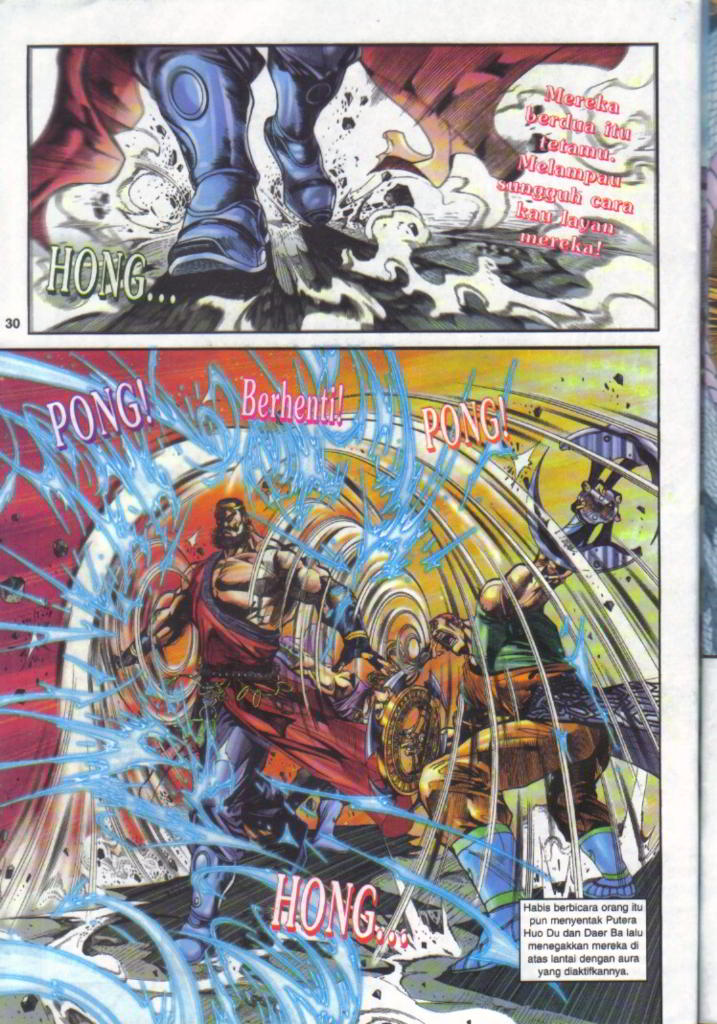 Mereka
berdua itu
tetamu.
Melampau
sungguh cara
kau layan
mereka!
HONG...
30
PONG!
Berhenti!
PONG!
HONG...
Habis berbicara orang itu
pun menyentak Putera
Huo Du dan Daer Ba lalu
menegakkan mereka di
atas lantai dengan aura
yang diaktifkannya.